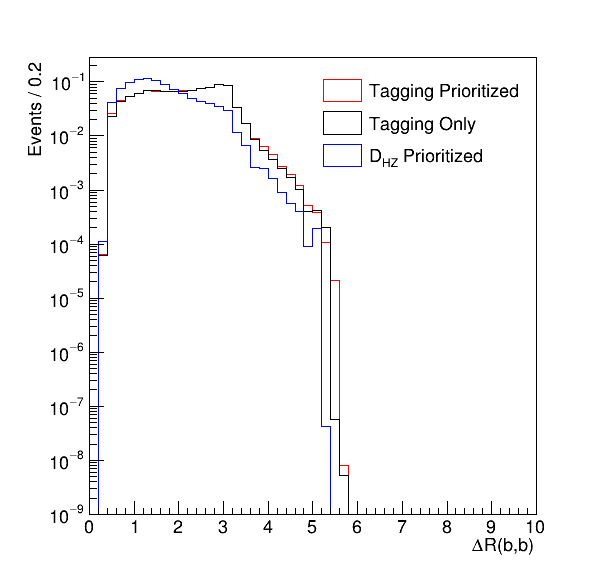 Events / 0.2
10⁻¹
10⁻²
10⁻³
10⁻⁴
10⁻⁵
10⁻⁶
10⁻⁷
10⁻⁸
10⁻⁹
Tagging Prioritized
Tagging Only
D_HZ Prioritized
0 1 2 3 4 5 6 7 8 9 10
ΔR(b,b)